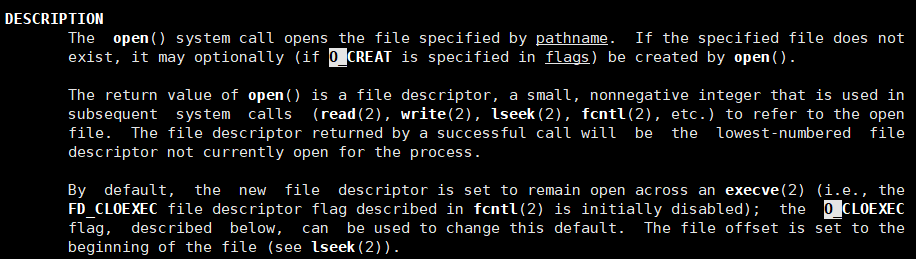 DESCRIPTION
The open() system call opens the file specified by pathname. If the specified file does not
exist, it may optionally (if O_CREAT is specified in flags) be created by open().
The return value of open() is a file descriptor, a small, nonnegative integer that is used in
subsequent system calls (read(2), write(2), lseek(2), fcntl(2), etc.) to refer to the open
file. The file descriptor returned by a successful call will be the lowest-numbered file
descriptor not currently open for the process.
By default, the new file descriptor is set to remain open across an execve(2) (i.e., the
FD_CLOEXEC file descriptor flag described in fcntl(2) is initially disabled); the O_CLOEXEC
flag, described below, can be used to change this default. The file offset is set to the
beginning of the file (see lseek(2)).